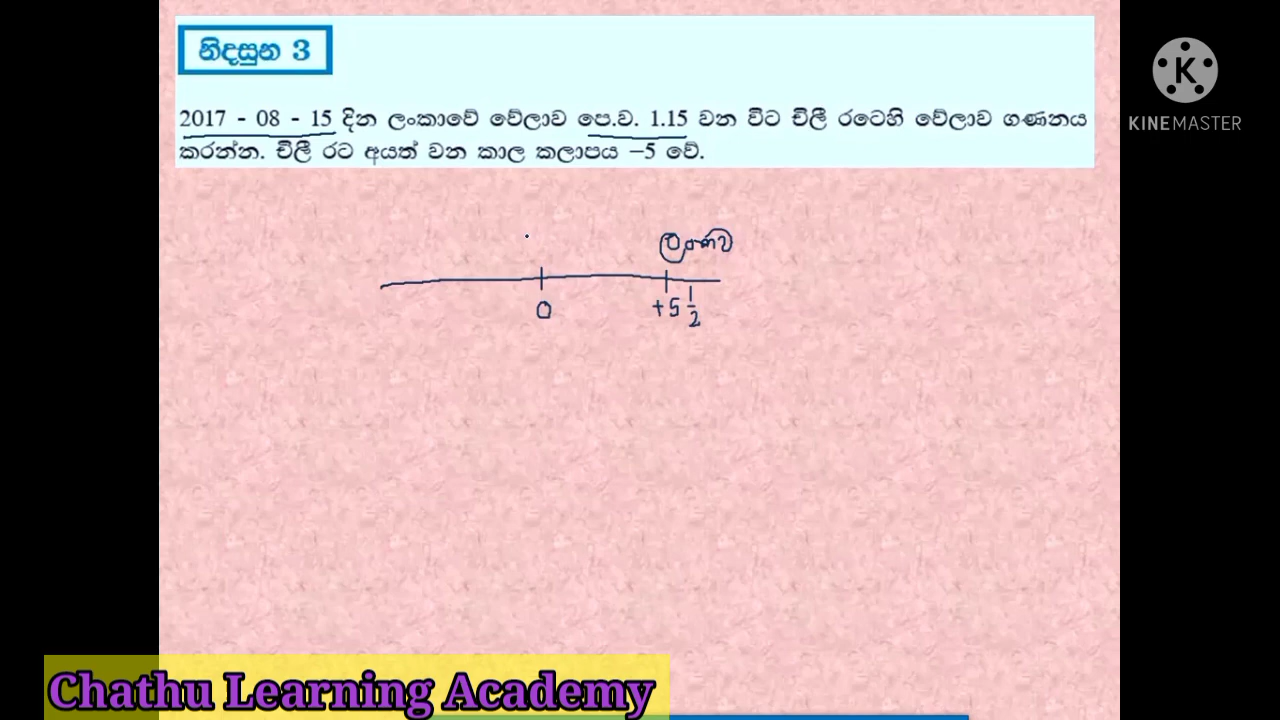 නිදසුන 3
K
KINEMASTER
2017 - 08 - 15 දින ලංකාවේ වේලාව පෙ.ව. 1.15 වන විට චිලී රටෙහි වේලාව ගණනය
කරන්න. චිලී රට අයත් වන කාල කලාපය –5 වේ.
ලංකාව
0 +5 1/2
Chathu Learning Academy